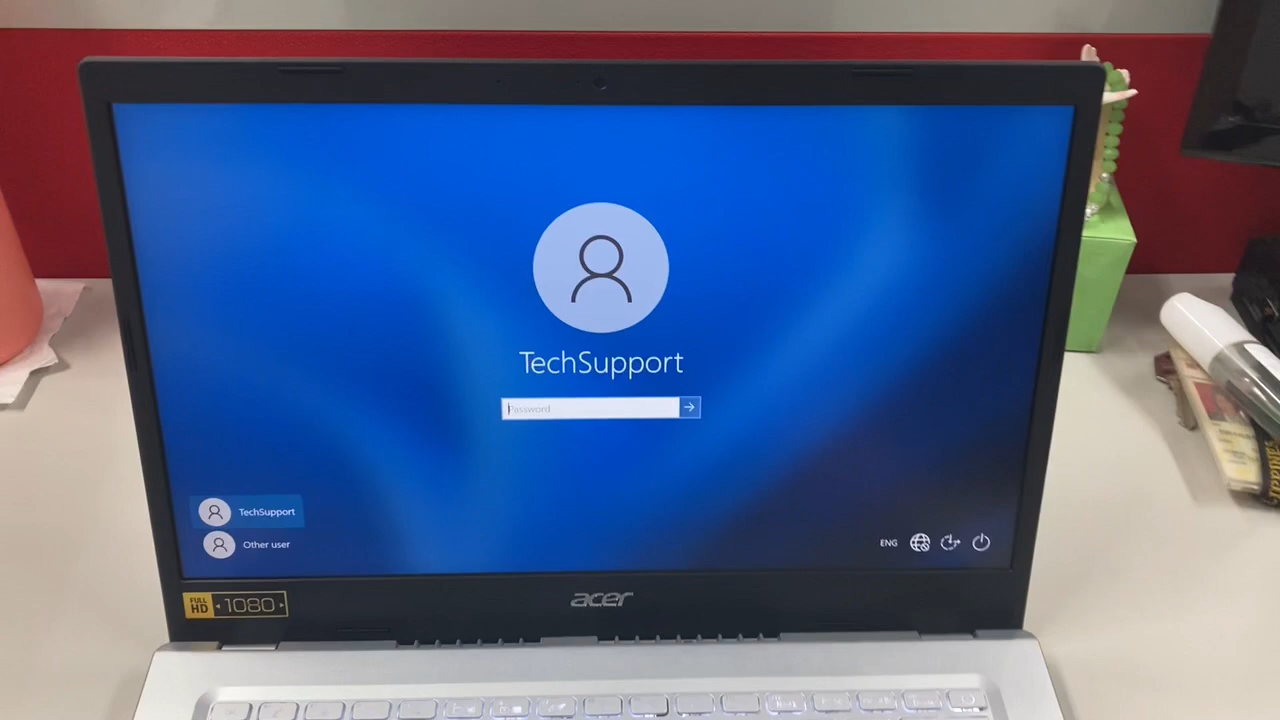 TechSupport
Password
TechSupport
Other user
ENG
FULL HD 1080
acer